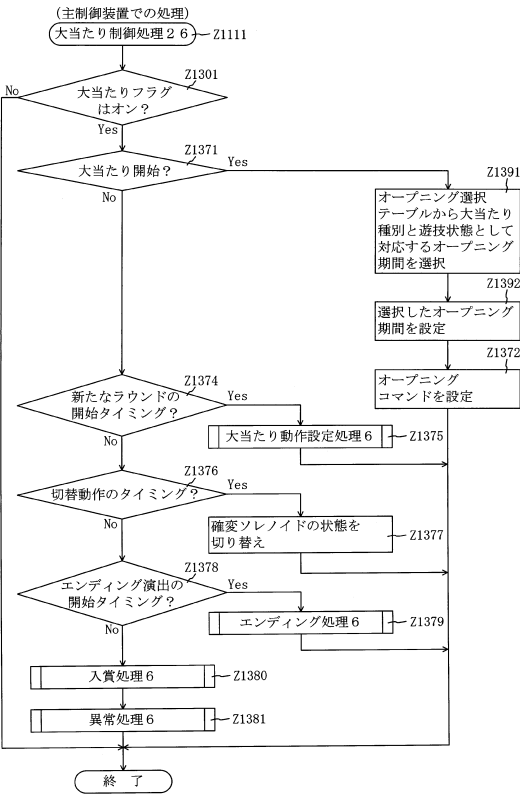 (主制御装置での処理)
大当たり制御処理26
Z1111
Z1301
No
大当たりフラグ
はオン?
Yes
Z1371
大当たり開始?
Yes
No
Z1391
オープニング選択
テーブルから大当たり
種別と遊技状態として
対応するオープニング
期間を選択
Z1392
選択したオープニング
期間を設定
Z1372
オープニング
コマンドを設定
Z1374
新たなラウンドの
開始タイミング?
Yes
No
大当たり動作設定処理6
Z1375
Z1376
切替動作のタイミング?
Yes
No
確変ソレノイドの状態を
切り替え
Z1377
Z1378
エンディング演出の
開始タイミング?
Yes
No
エンディング処理6
Z1379
入賞処理6
Z1380
異常処理6
Z1381
終 了